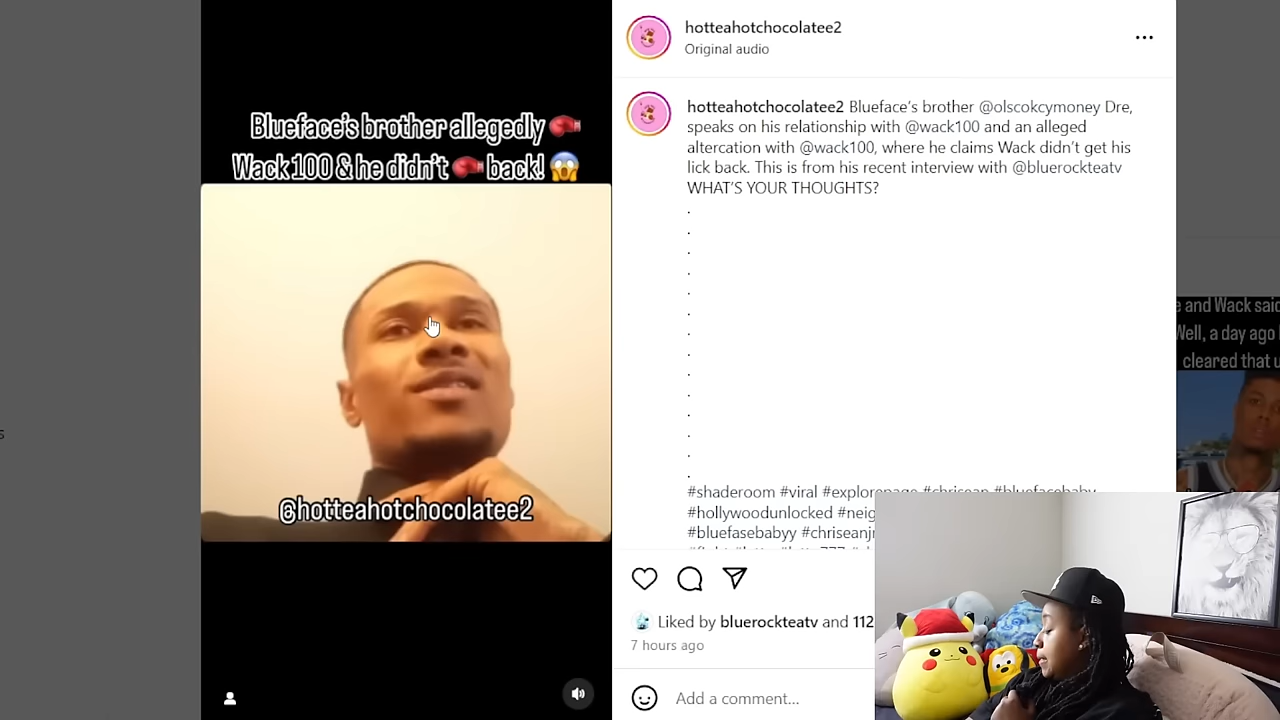 Blueface's brother allegedly 🥊
Wack 100 & he didn't 🥊 back! 😱
@hotteahotchocolatee2
hotteahotchocolatee2
Original audio
hotteahotchocolatee2 Blueface's brother @olscokcymoney Dre,
speaks on his relationship with @wack100 and an alleged
altercation with @wack100, where he claims Wack didn't get his
lick back. This is from his recent interview with @bluerockteatv
WHAT'S YOUR THOUGHTS?
.
.
.
.
.
.
.
.
.
.
.
.
.
.
#shaderoom #viral #explorepage #chrisean #bluefacebaby
#hollywoodunlocked
#bluefasebabyy
Liked by bluerockteatv and 112
7 hours ago
Add a comment...
e and Wack said
Well, a day ago
cleared that u
s